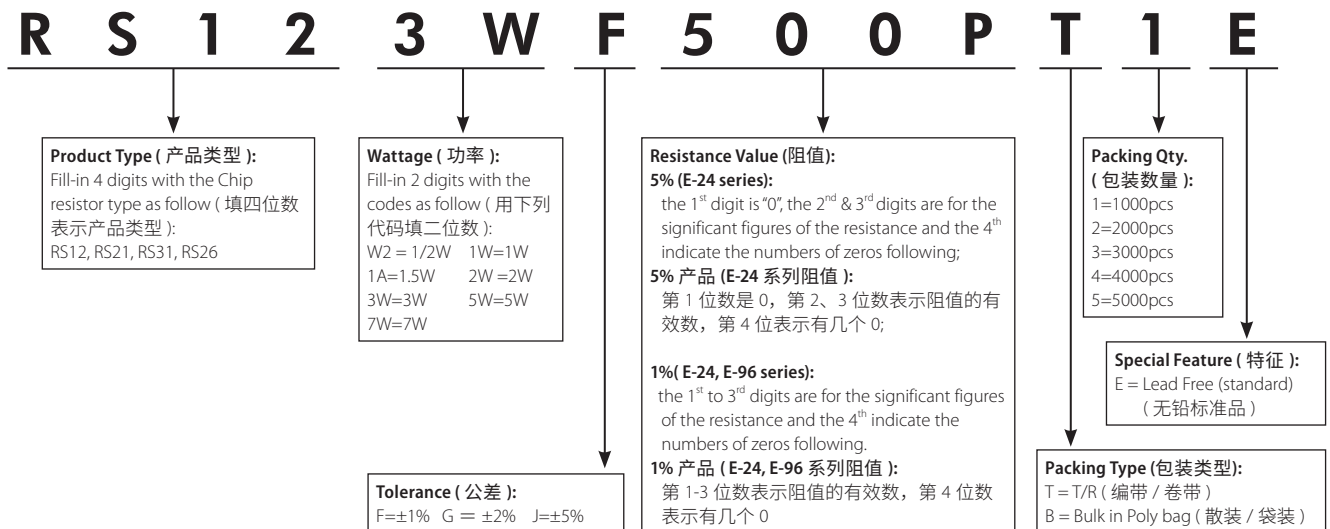 R S 1 2 3 W F 5 0 0 P T 1 E
Product Type ( 产品类型 ):
Fill-in 4 digits with the Chip
resistor type as follow ( 填四位数
表示产品类型 ):
RS12, RS21, RS31, RS26
Wattage ( 功率 ):
Fill-in 2 digits with the
codes as follow ( 用下列
代码填二位数 ):
W2 = 1/2W 1W=1W
1A=1.5W 2W =2W
3W=3W 5W=5W
7W=7W
Tolerance ( 公差 ):
F=±1% G = ±2% J=±5%
Resistance Value (阻值):
5% (E-24 series):
the 1st digit is "0", the 2nd & 3rd digits are for the
significant figures of the resistance and the 4th
indicate the numbers of zeros following;
5% 产品 (E-24 系列阻值 ):
第 1 位数是 0，第 2、3 位数表示阻值的有
效数，第 4 位表示有几个 0;
1%( E-24, E-96 series):
the 1st to 3rd digits are for the significant figures
of the resistance and the 4th indicate the
numbers of zeros following.
1% 产品 ( E-24, E-96 系列阻值 ):
第 1-3 位数表示阻值的有效数，第 4 位数
表示有几个 0
Packing Qty.
( 包装数量 ):
1=1000pcs
2=2000pcs
3=3000pcs
4=4000pcs
5=5000pcs
Special Feature ( 特征 ):
E = Lead Free (standard)
( 无铅标准品 )
Packing Type (包装类型):
T = T/R ( 编带 / 卷带 )
B = Bulk in Poly bag ( 散装 / 袋装 )